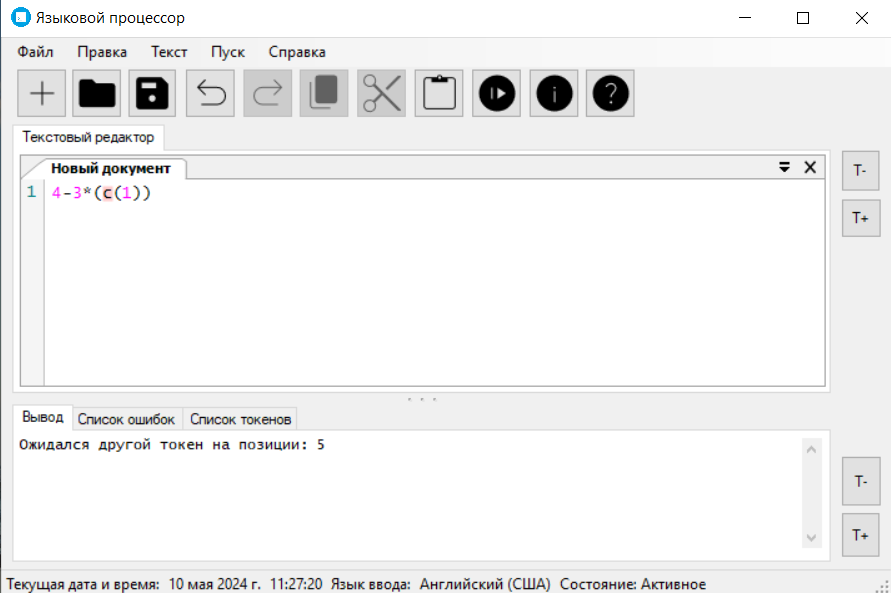 Языковой процессор
Файл Правка Текст Пуск Справка
Текстовый редактор
Новый документ
T-
1 4-3*(c(1))
T+
Вывод Список ошибок Список токенов
Ожидался другой токен на позиции: 5
T-
T+
Текущая дата и время: 10 мая 2024 г. 11:27:20 Язык ввода: Английский (США) Состояние: Активное